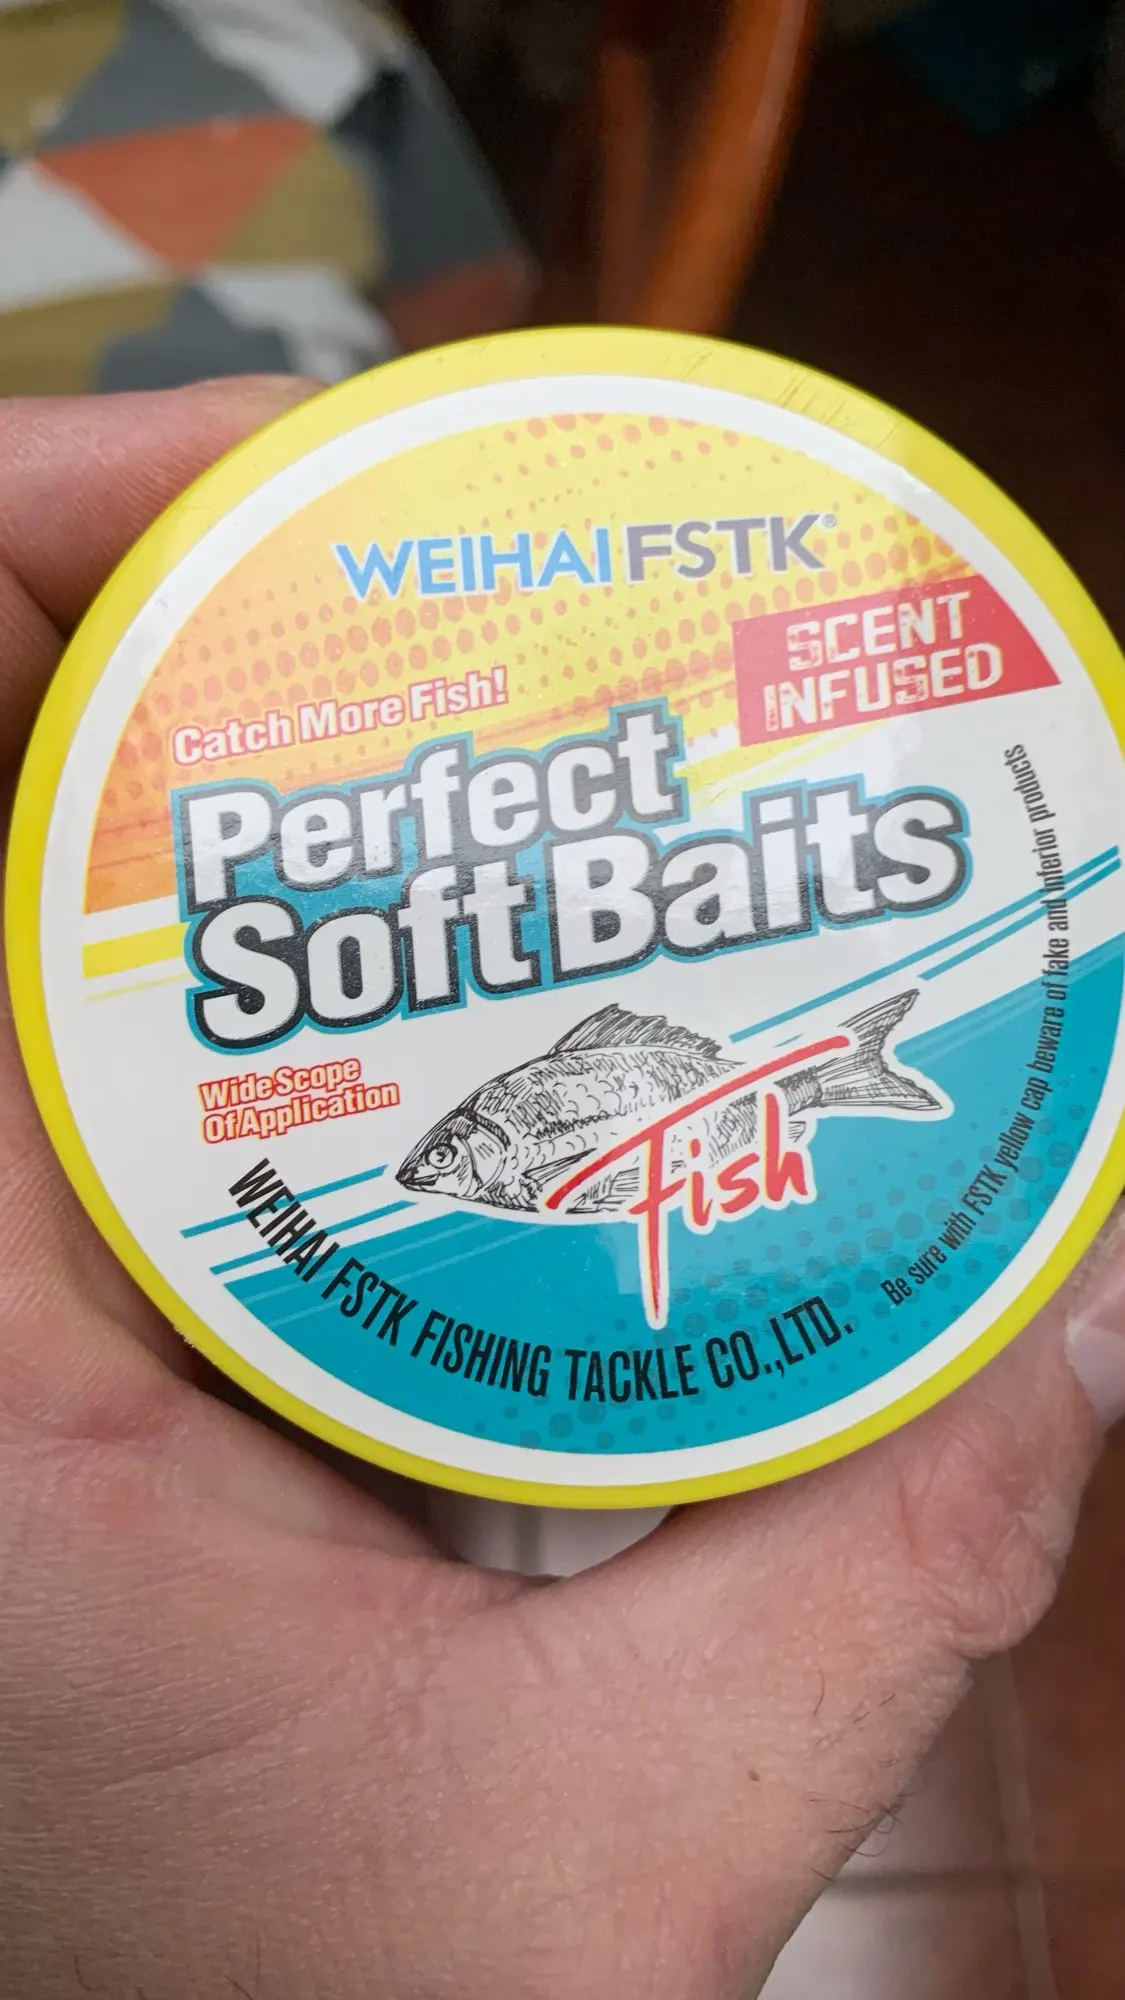 WEIHAI FSTK®
SCENT
INFUSED
Catch More Fish!
Perfect
Soft Baits
Wide Scope
Of Application
Fish
WEIHAI FSTK FISHING TACKLE CO.,LTD.
Be sure with FSTK yellow cap beware of fake and inferior products